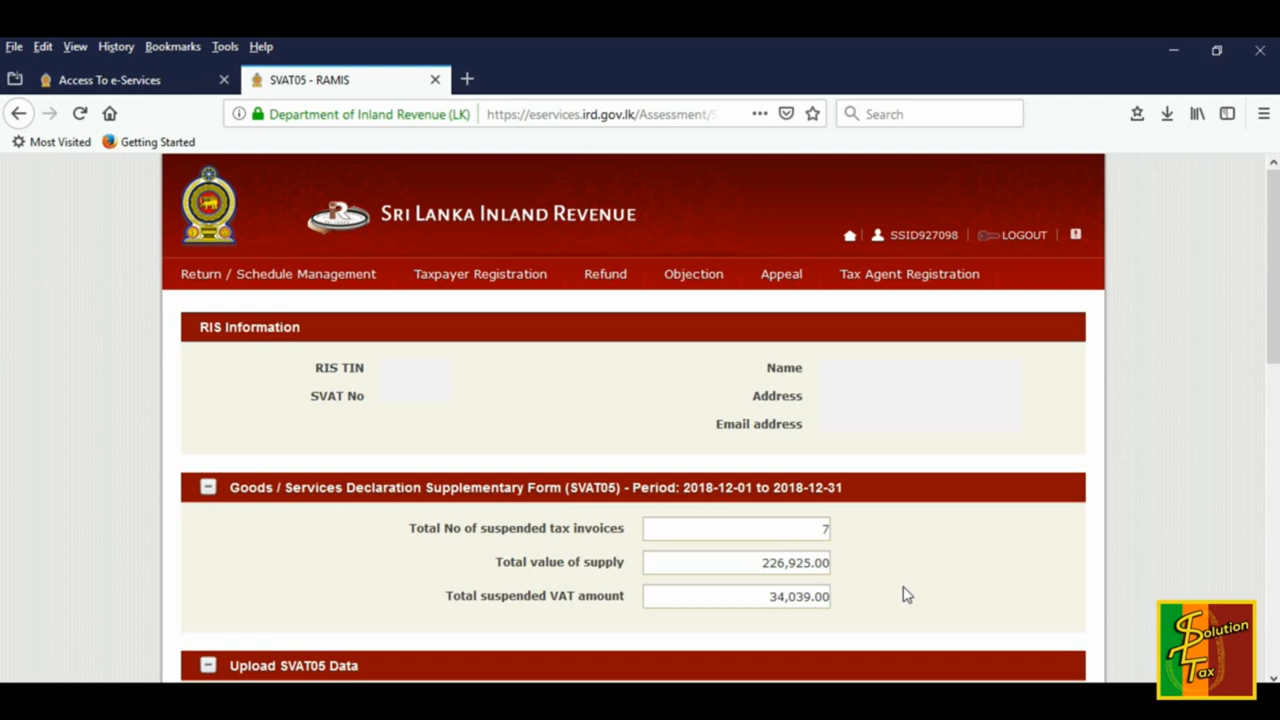 File Edit View History Bookmarks Tools Help
Access To e-Services SVAT05 - RAMIS
Department of Inland Revenue (LK) https://eservices.ird.gov.lk/Assessment/ Search
Most Visited Getting Started
SRI LANKA INLAND REVENUE
SSID927098 LOGOUT
Return / Schedule Management Taxpayer Registration Refund Objection Appeal Tax Agent Registration
RIS Information
RIS TIN Name
SVAT No Address
Email address
Goods / Services Declaration Supplementary Form (SVAT05) - Period: 2018-12-01 to 2018-12-31
Total No of suspended tax invoices 7
Total value of supply 226,925.00
Total suspended VAT amount 34,039.00
Upload SVAT05 Data
Solution
Tax